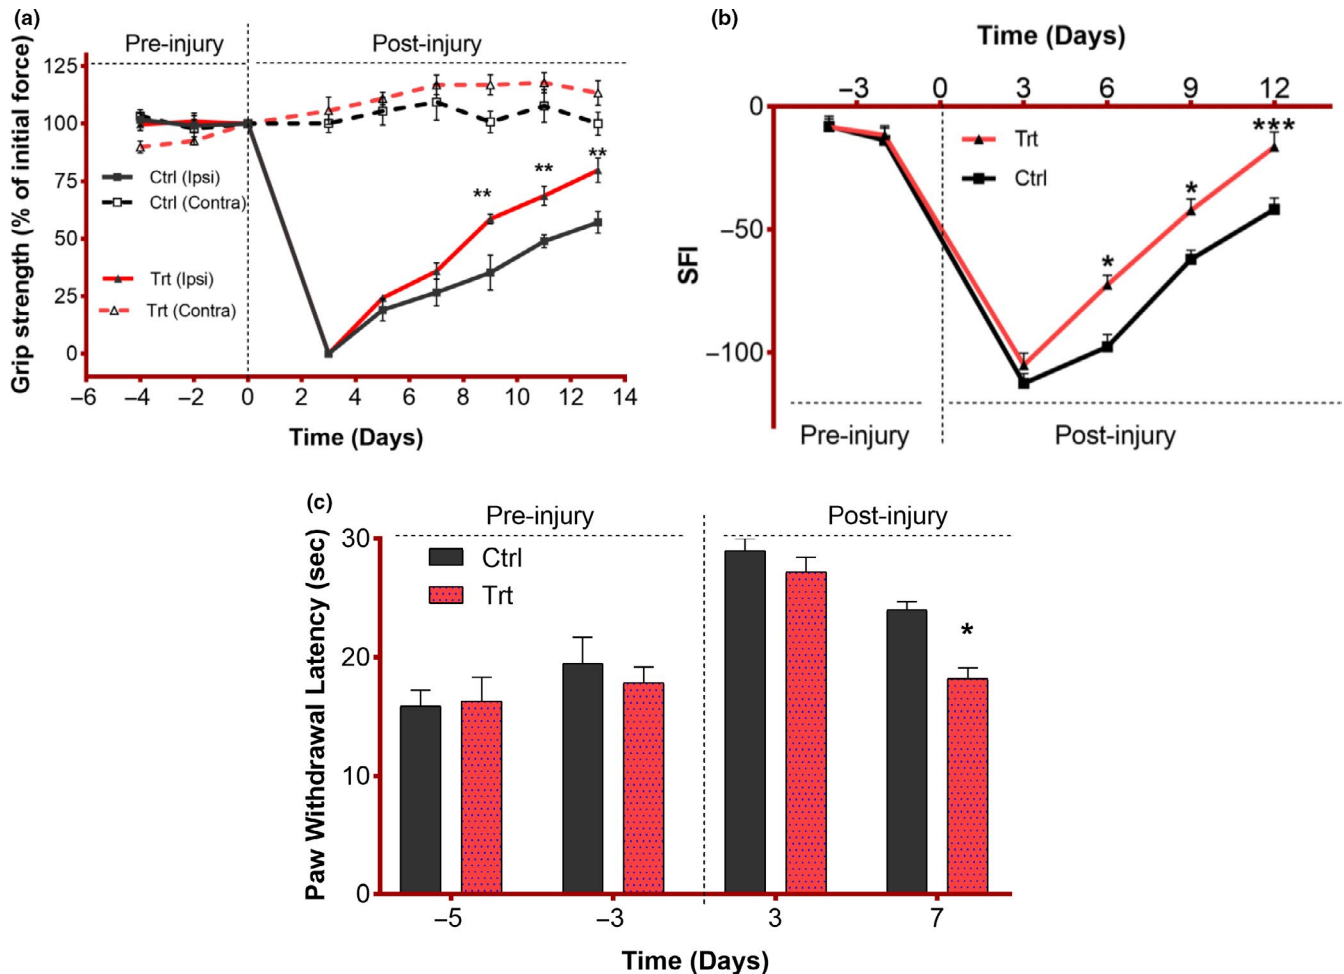 (a)
Pre-injury
Post-injury
Grip strength (% of initial force)
125
100
75
50
25
0
Ctrl (Ipsi)
Ctrl (Contra)
Trt (Ipsi)
Trt (Contra)
**
**
**
−6
−4
−2
0
2
4
6
8
10
12
14
Time (Days)
(b)
Time (Days)
−3
0
3
6
9
12
0
−50
−100
SFI
Trt
Ctrl
*
*
***
Pre-injury
Post-injury
(c)
Pre-injury
Post-injury
Paw Withdrawal Latency (sec)
30
20
10
0
Ctrl
Trt
*
−5
−3
3
7
Time (Days)